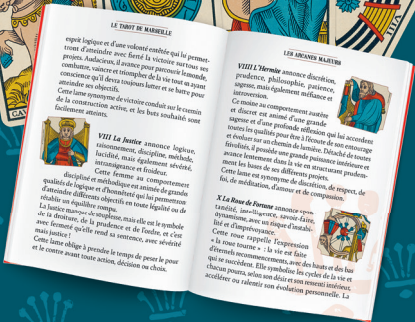 LE TAROT DE MARSEILLE
esprit logique et d'une volonté entêtée qui lui permet-
tront d'atteindre avec fierté la victoire sur tous ses
projets. Audacieux, il avance pour parcourir le monde,
combattre, vaincre et triompher de la vie tout en ayant
conscience qu'il devra toujours lutter et se battre pour
atteindre ses objectifs.
Cette lame synonyme de victoire conduit sur le chemin
de la construction active, et les buts souhaités sont
facilement atteints.
VIII La Justice annonce logique,
raisonnement, discipline, méthode,
lucidité, mais également sévérité,
intransigeance et froideur.
Cette femme au comportement
discipliné et méthodique est animée de grandes
qualités de logique et d'honnêteté qui lui permettront
d'atteindre différents objectifs en toute légalité ou de
rétablir un équilibre rompu.
La Justice manque de souplesse, mais elle est le symbole
de la droiture, de la prudence et de l'ordre, et c'est
avec fermeté qu'elle rend sa sentence, avec sévérité
mais justice !
Cette lame oblige à prendre le temps de peser le pour
et le contre avant toute action, décision ou choix.
LES ARCANES MAJEURS
VIIII L'Hermite annonce discrétion,
prudence, philosophie, patience,
sagesse, mais également méfiance et
introversion.
Ce moine au comportement austère
et discret est animé d'une grande
sagesse et d'une profonde réflexion qui lui accordent
toutes les qualités pour être à l'écoute de son entourage
et évoluer sur un chemin de lumière. Détaché de toutes
frivolités, il possède une grande puissance intérieure et
avance lentement dans la vie en structurant prudem-
ment les bases de ses différents projets.
Cette lame est synonyme de discrétion, de respect, de
foi, de méditation, d'amour et de compassion.
X La Roue de Fortune annonce spon-
tanéité, intelligence, savoir-faire,
dynamisme, avec un risque d'instabi-
lité et d'imprévoyance.
Cette roue rappelle l'expression
« la roue tourne » : la vie est faite
d'éternels recommencements, avec des hauts et des bas
qui se succèdent. Elle symbolise les cycles de la vie et
chacun pourra, selon son désir et son ressenti intérieur,
accélérer ou ralentir son évolution personnelle. La